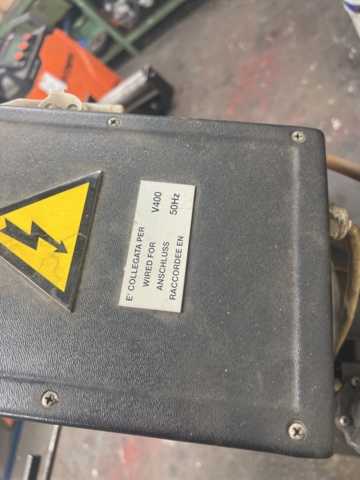 E' COLLEGATA PER
WIRED FOR V400
ANSCHLUSS 50Hz
RACCORDEE EN